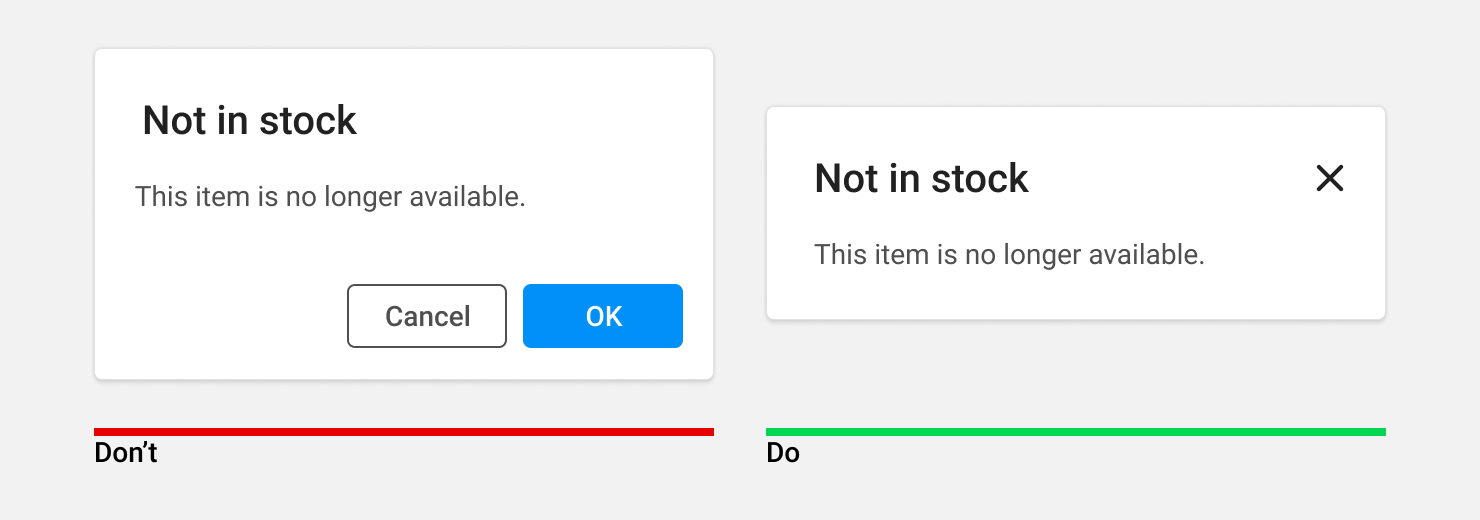 Not in stock
This item is no longer available.
Cancel
OK
Don’t
Not in stock
This item is no longer available.
Do